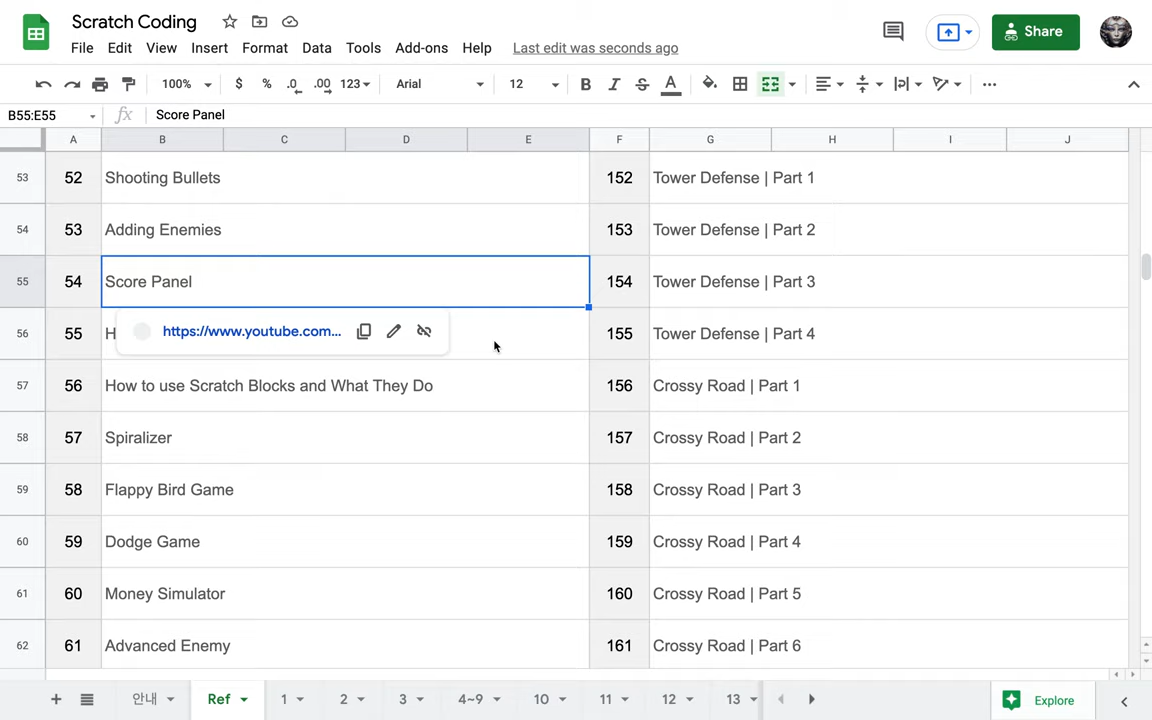 Scratch Coding
File Edit View Insert Format Data Tools Add-ons Help Last edit was seconds ago
Share
100% $ % .0 .00 123 Arial 12 B I S A
B55:E55 fx Score Panel
A B C D E F G H I J
53 52 Shooting Bullets 152 Tower Defense | Part 1
54 53 Adding Enemies 153 Tower Defense | Part 2
55 54 Score Panel 154 Tower Defense | Part 3
56 55 H 155 Tower Defense | Part 4
https://www.youtube.com...
57 56 How to use Scratch Blocks and What They Do 156 Crossy Road | Part 1
58 57 Spiralizer 157 Crossy Road | Part 2
59 58 Flappy Bird Game 158 Crossy Road | Part 3
60 59 Dodge Game 159 Crossy Road | Part 4
61 60 Money Simulator 160 Crossy Road | Part 5
62 61 Advanced Enemy 161 Crossy Road | Part 6
안내 Ref 1 2 3 4~9 10 11 12 13 Explore